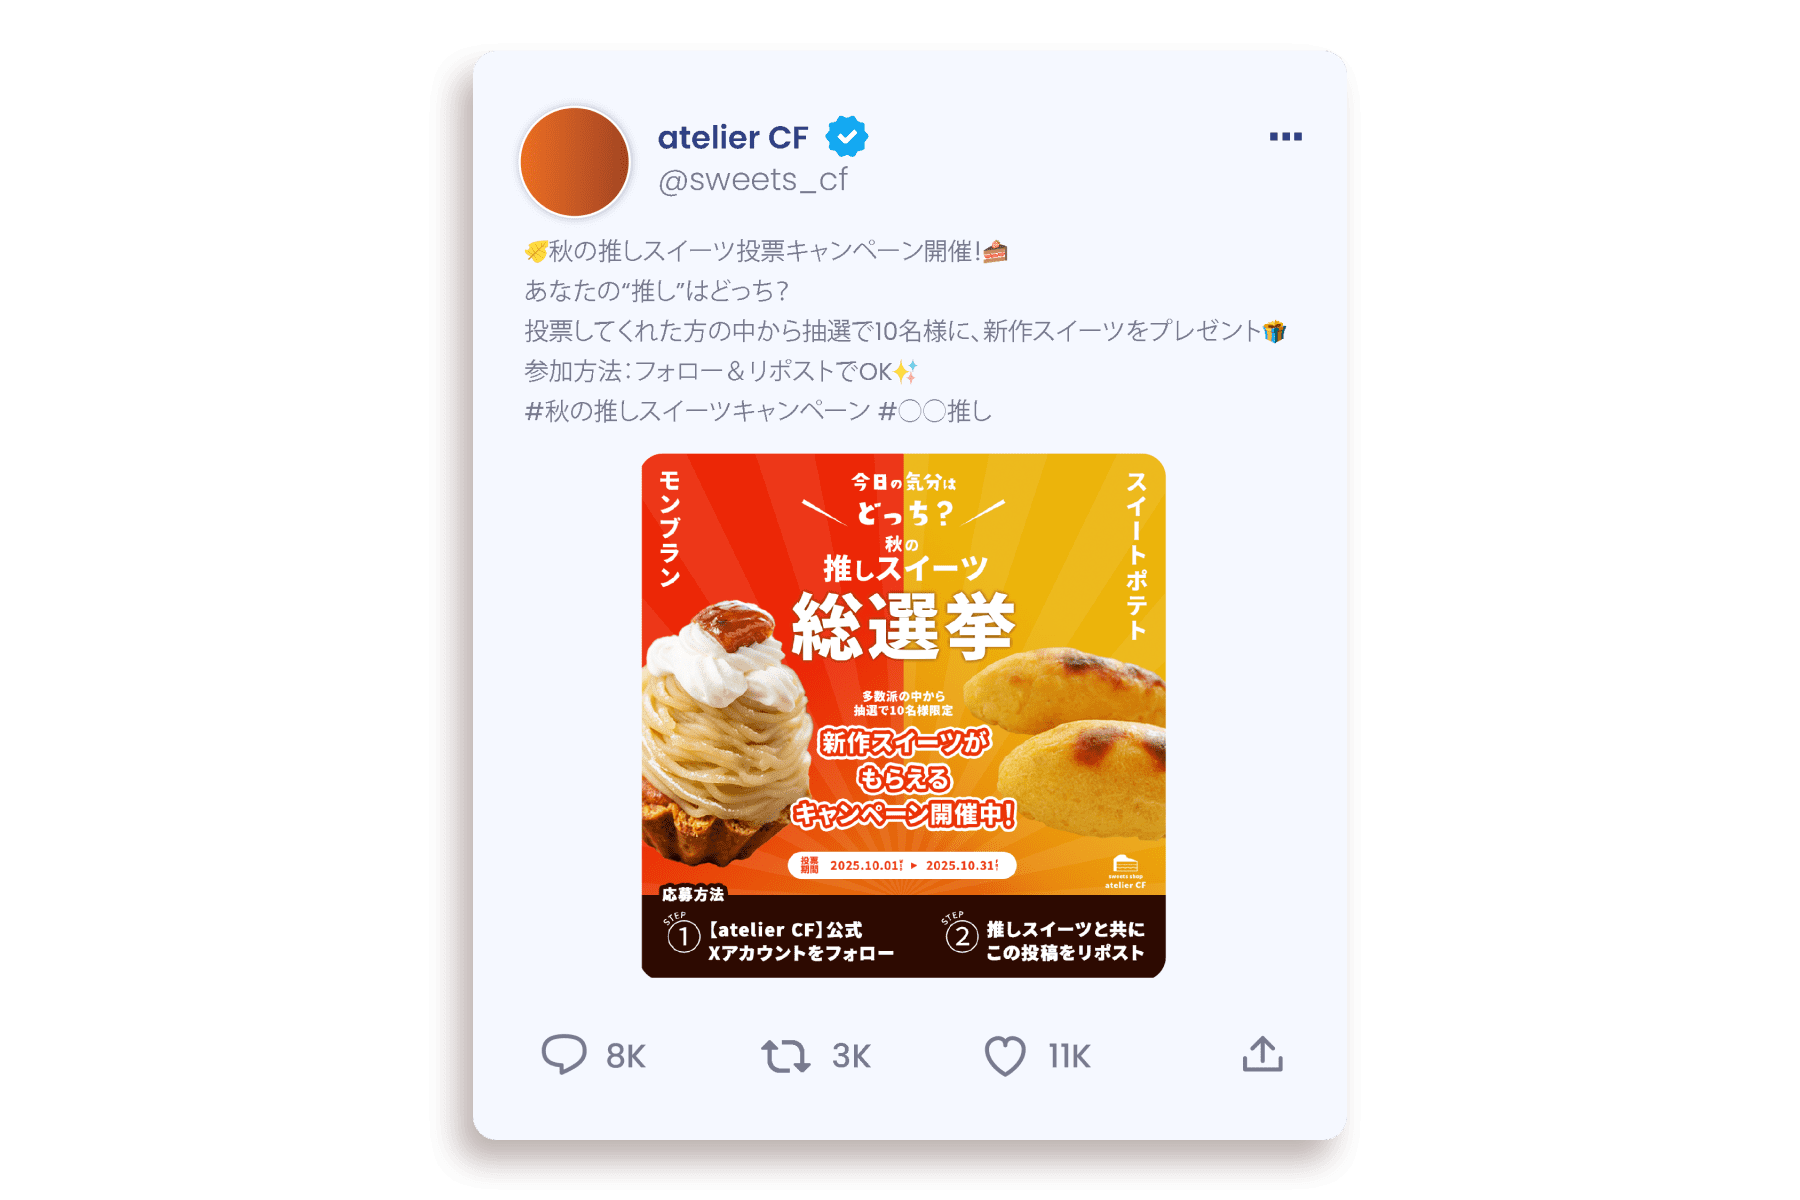 atelier CF
@sweets_cf
秋の推しスイーツ投票キャンペーン開催!
あなたの“推し”はどっち?
投票してくれた方の中から抽選で10名様に、新作スイーツをプレゼント
参加方法:フォロー&リポストでOK✨
#秋の推しスイーツキャンペーン #〇〇推し
モンブラン
今日の気分は
どっち?
秋の
推しスイーツ
総選挙
スイートポテト
多数派の中から
抽選で10名様限定
新作スイーツが
もらえる
キャンペーン開催中!
投票
期間
2025.10.01 ▶ 2025.10.31
sweets shop
atelier CF
応募方法
STEP
1
【atelier CF】公式
Xアカウントをフォロー
STEP
2
推しスイーツと共に
この投稿をリポスト
8K
3K
11K